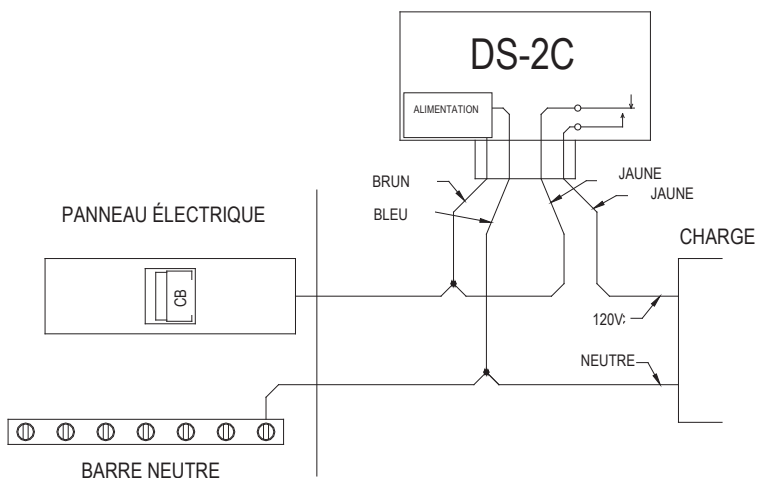 DS-2C
ALIMENTATION
BRUN
JAUNE
JAUNE
BLEU
PANNEAU ÉLECTRIQUE
CHARGE
CB
120V;
NEUTRE
BARRE NEUTRE